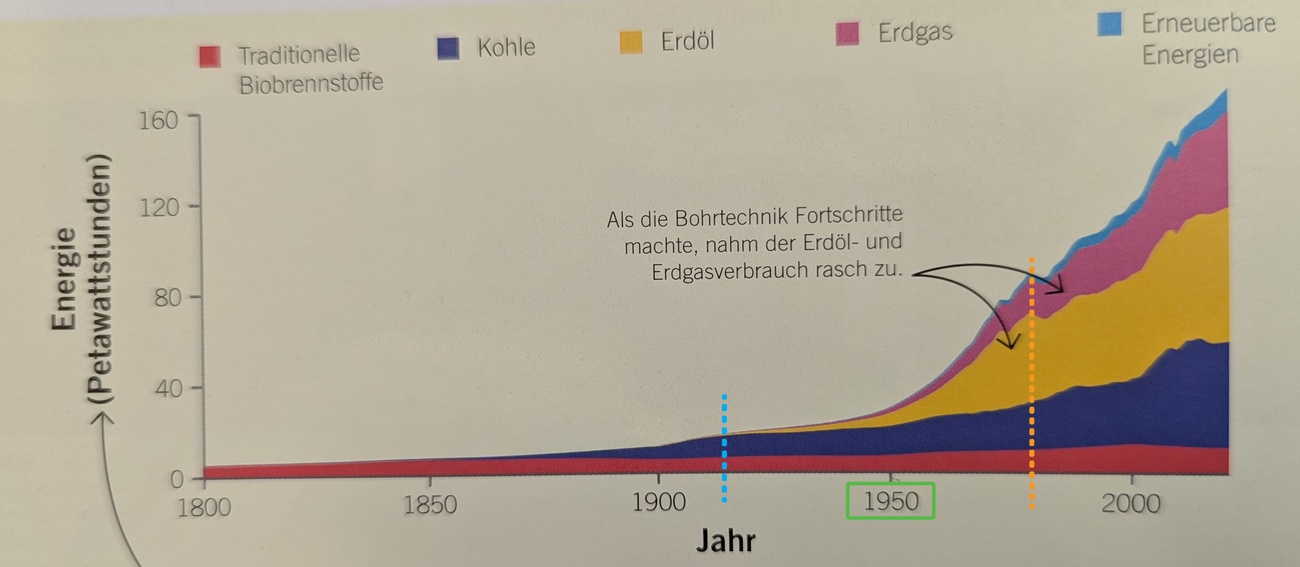 Traditionelle
Biobrennstoffe
Kohle
Erdöl
Erdgas
Erneuerbare
Energien
160
120
80
40
0
Energie
(Petawattstunden)
Als die Bohrtechnik Fortschritte
machte, nahm der Erdöl- und
Erdgasverbrauch rasch zu.
1800
1850
1900
1950
2000
Jahr